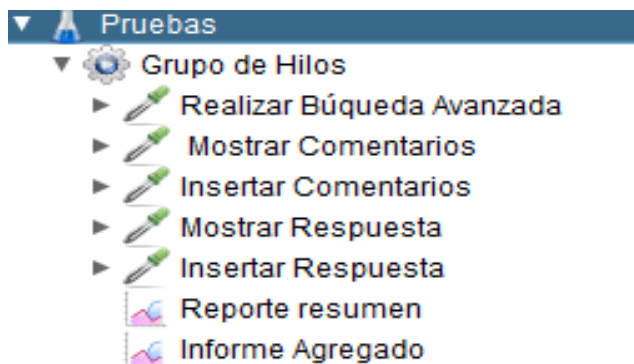 Pruebas
Grupo de Hilos
Realizar Búqueda Avanzada
Mostrar Comentarios
Insertar Comentarios
Mostrar Respuesta
Insertar Respuesta
Reporte resumen
Informe Agregado